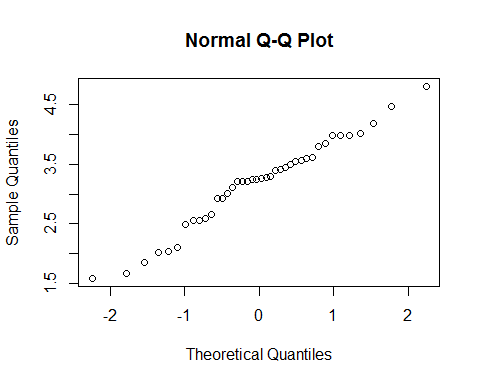 Normal Q-Q Plot
Sample Quantiles
4.5
3.5
2.5
1.5
-2 -1 0 1 2
Theoretical Quantiles